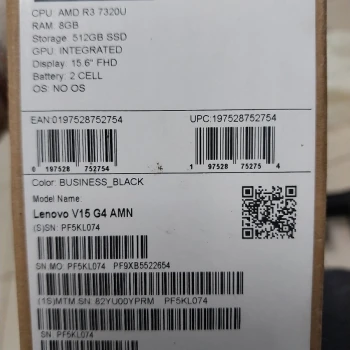 CPU: AMD R3 7320U
RAM: 8GB
Storage: 512GB SSD
GPU: INTEGRATED
Display: 15.6" FHD
Battery: 2 CELL
OS: NO OS
EAN:0197528752754 UPC:197528752754
0 197528 752754 1 97528 75275 4
Color: BUSINESS_BLACK
Model Name:
Lenovo V15 G4 AMN
(S)SN: PF5KL074
SN.MO: PF5KL074 PF9XB5522654
(1S)MTM.SN: 82YU00YPRM PF5KL074
SN: PF5KL074